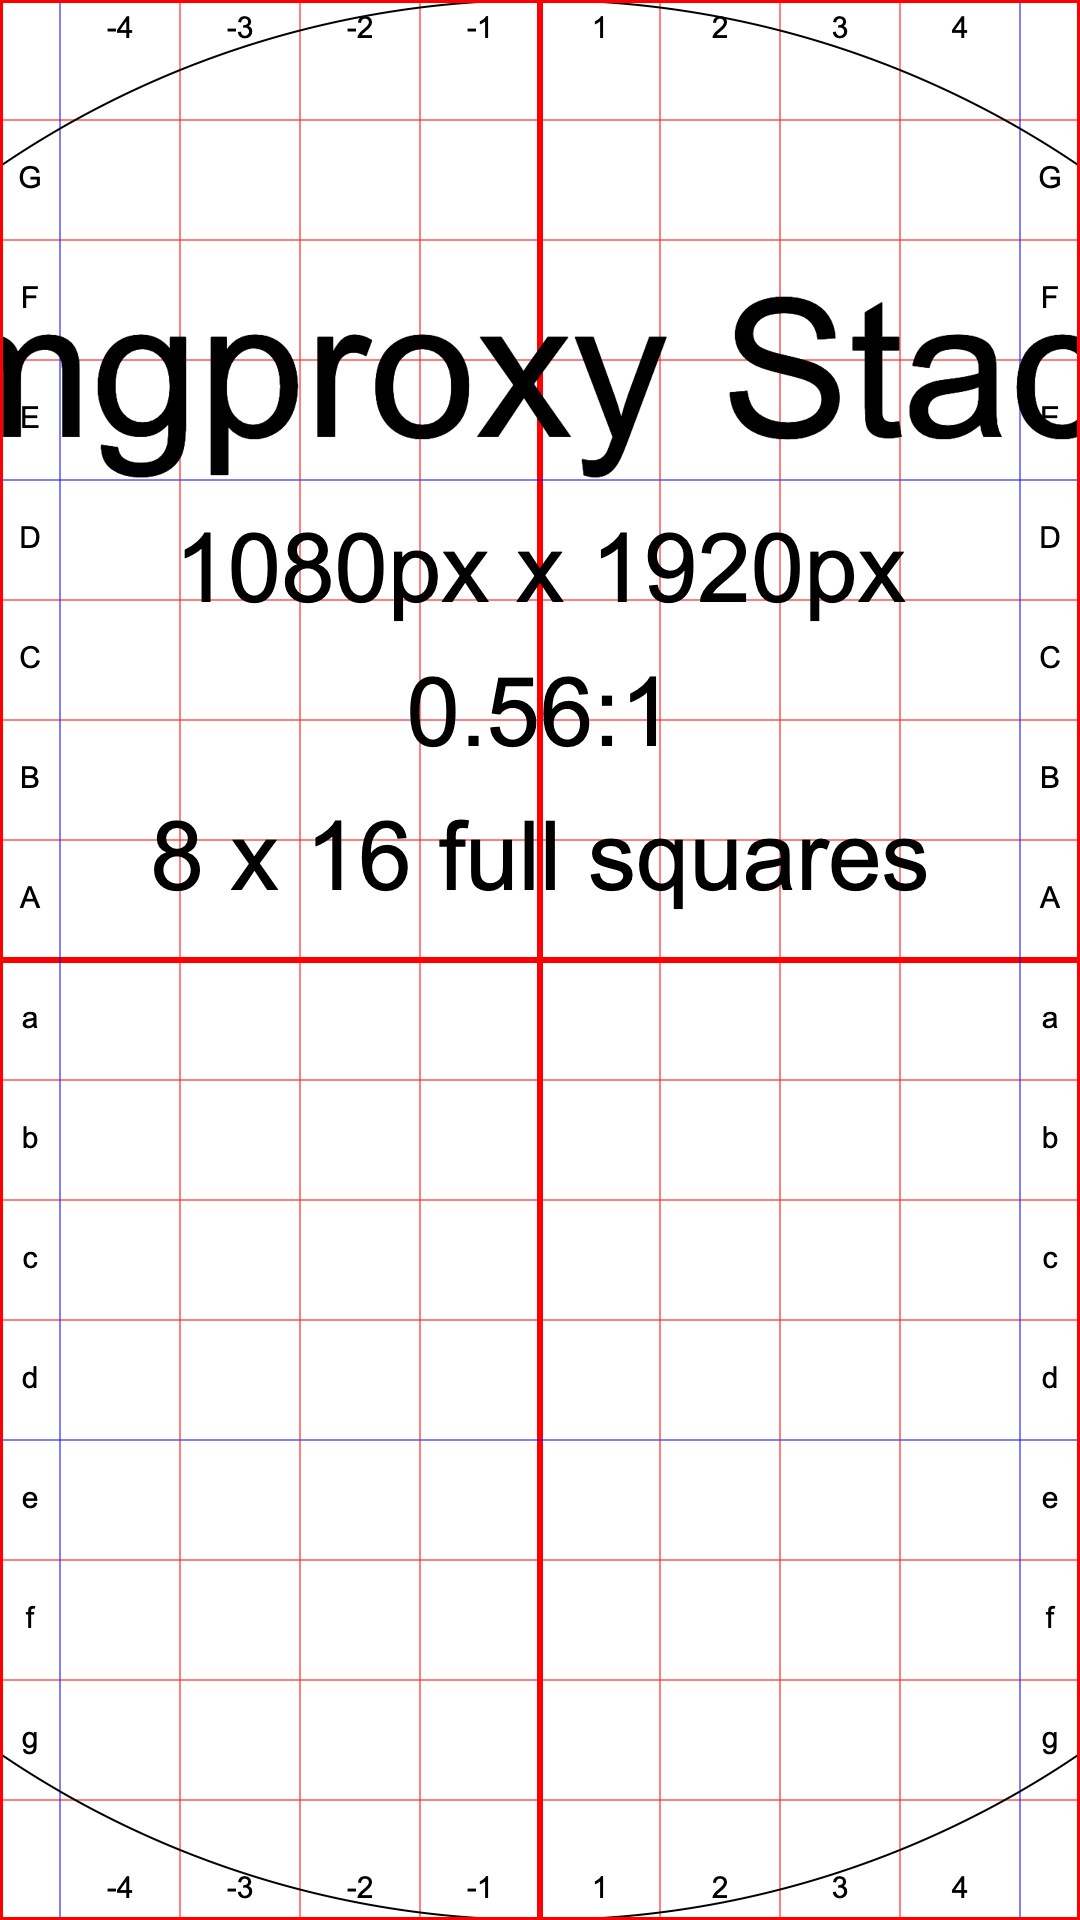 -4 -3 -2 -1 1 2 3 4
G G
F F
mgproxy Stac
E E
D D
1080px x 1920px
C C
0.56:1
B B
8 x 16 full squares
A A
a a
b b
c c
d d
e e
f f
g g
-4 -3 -2 -1 1 2 3 4